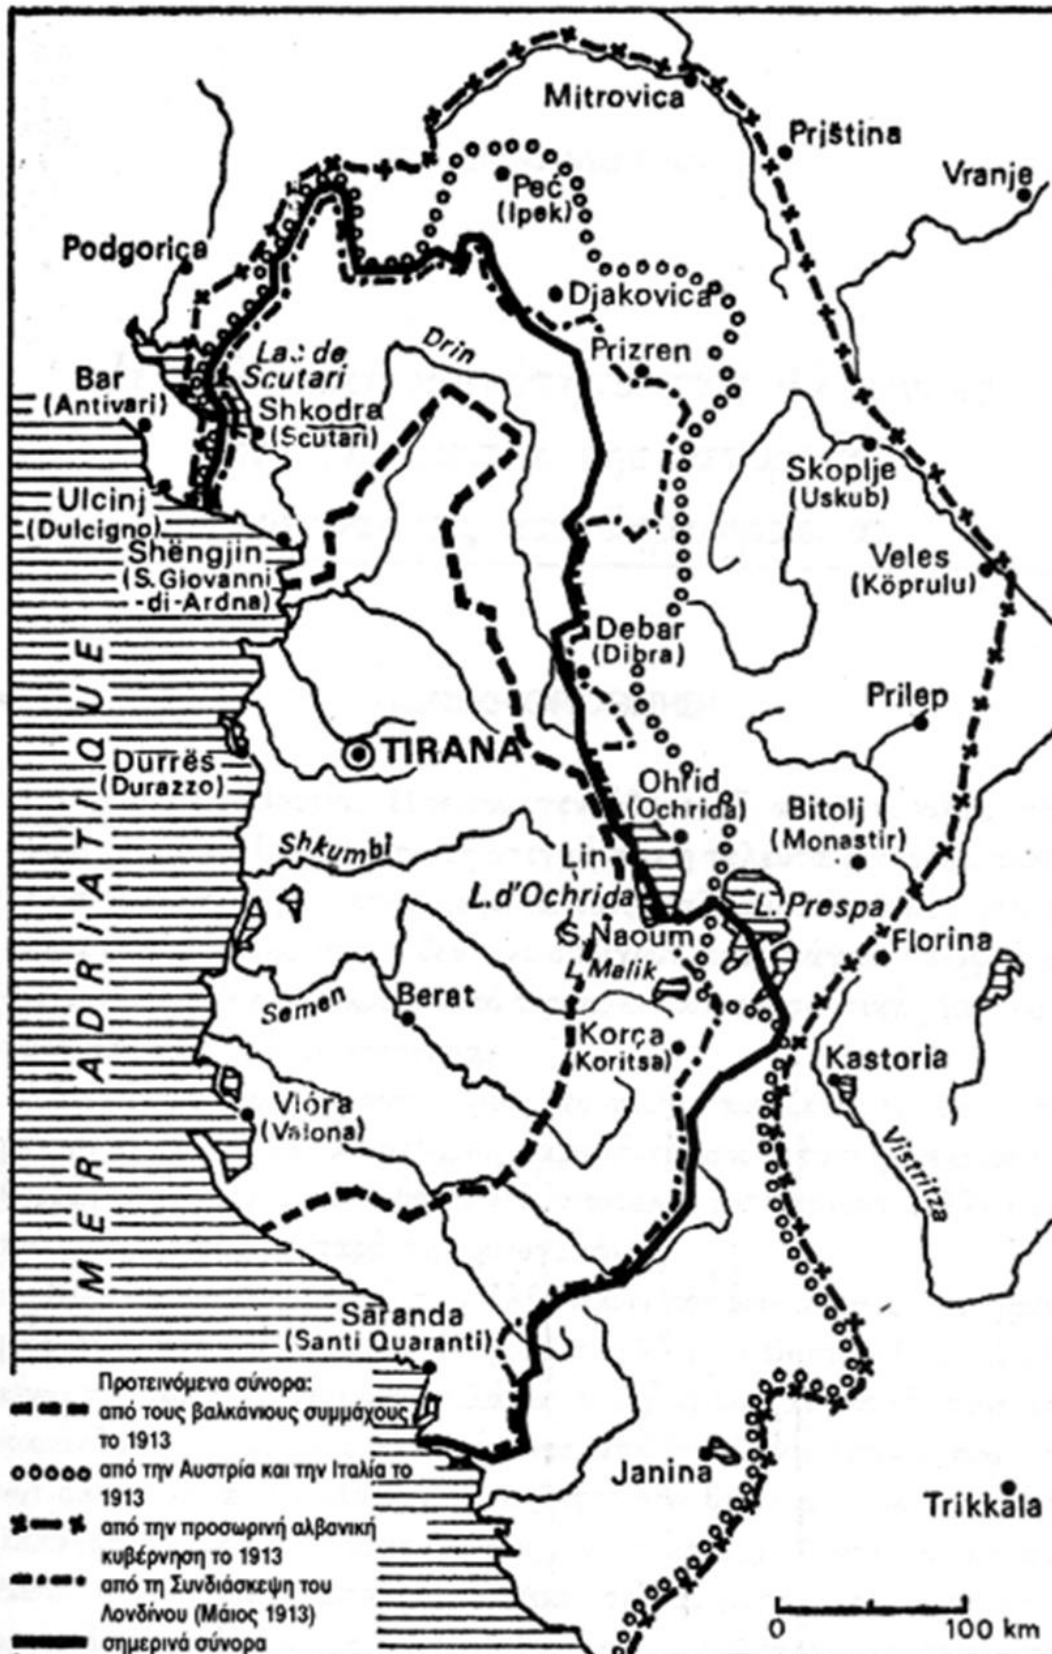 Mitrovica
Priština
Vranje
Peć
(Ipek)
Podgorica
Djakovica
Drin
Prizren
Lac de
Scutari
Bar
(Antivari)
Shkodra
(Scutari)
Skoplje
(Uskub)
Ulcinj
(Dulcigno)
Shëngjin
(S.Giovanni
-di-Ardna)
Veles
(Köprulu)
Debar
(Dibra)
Prilep
TIRANA
Durrës
(Durazzo)
Ohrid
(Ochrida)
Bitolj
(Monastir)
Shkumbi
Lin
L.d'Ochrida
L. Prespa
S.Naoum
Florina
L.Malik
Semen
Berat
Korça
(Koritsa)
Kastoria
Vlóra
(Valona)
Vistritza
MER ADRIATIQUE
Saranda
(Santi Quaranti)
Janina
Trikkala
0 100 km
Προτεινόμενα σύνορα:
από τους βαλκάνιους συμμάχους
το 1913
από την Αυστρία και την Ιταλία το
1913
από την προσωρινή αλβανική
κυβέρνηση το 1913
από τη Συνδιάσκεψη του
Λονδίνου (Μάιος 1913)
σημερινά σύνορα